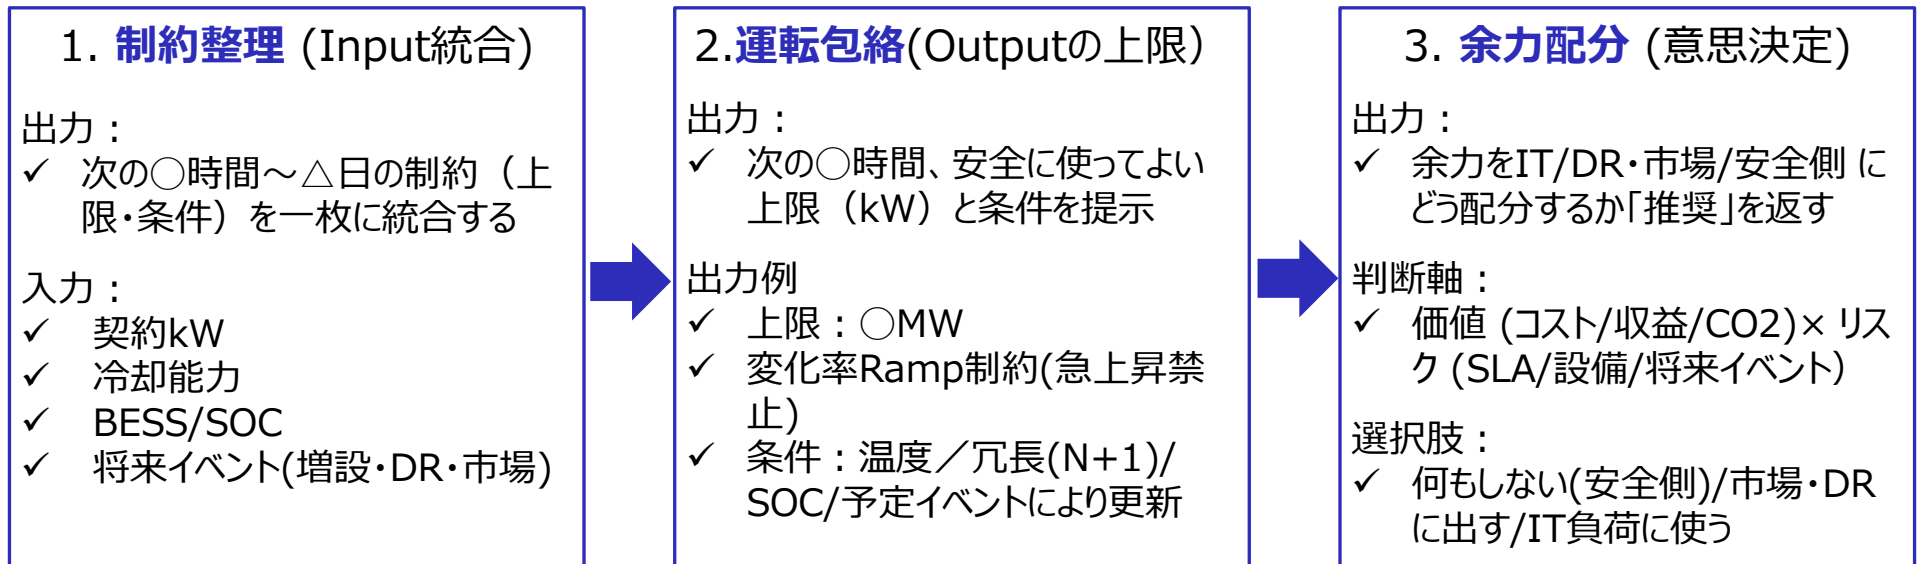 1. 制約整理 (Input統合)
出力：
✓ 次の◯時間～△日の制約（上
限・条件）を一枚に統合する
入力：
✓ 契約kW
✓ 冷却能力
✓ BESS/SOC
✓ 将来イベント(増設・DR・市場)
2.運転包絡(Outputの上限）
出力：
✓ 次の◯時間、安全に使ってよい
上限（kW）と条件を提示
出力例
✓ 上限：◯MW
✓ 変化率Ramp制約(急上昇禁
止)
✓ 条件：温度／冗長(N+1)/
SOC/予定イベントにより更新
3. 余力配分 (意思決定)
出力：
✓ 余力をIT/DR・市場/安全側 に
どう配分するか「推奨」を返す
判断軸：
✓ 価値 (コスト/収益/CO2)× リス
ク (SLA/設備/将来イベント）
選択肢：
✓ 何もしない(安全側)/市場・DR
に出す/IT負荷に使う